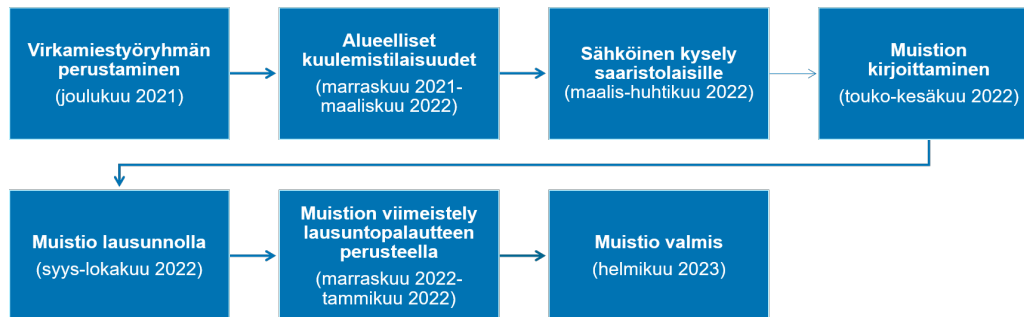 Virkamiestyöryhmän
perustaminen
(joulukuu 2021)
Alueelliset
kuulemistilaisuudet
(marraskuu 2021-
maaliskuu 2022)
Sähköinen kysely
saaristolaisille
(maalis-huhtikuu 2022)
Muistion
kirjoittaminen
(touko-kesäkuu 2022)
Muistio lausunnolla
(syys-lokakuu 2022)
Muistion viimeistely
lausuntopalautteen
perusteella
(marraskuu 2022-
tammikuu 2022)
Muistio valmis
(helmikuu 2023)